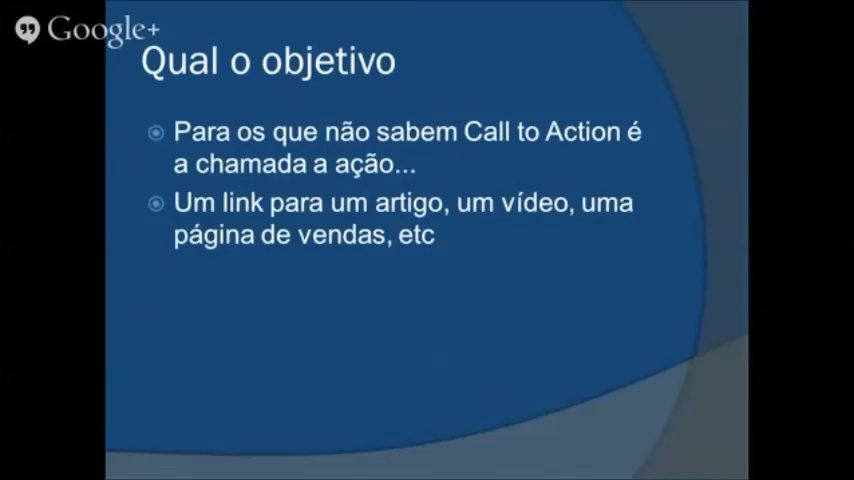 Google+
Qual o objetivo
Para os que não sabem Call to Action é
a chamada a ação...
Um link para um artigo, um vídeo, uma
página de vendas, etc